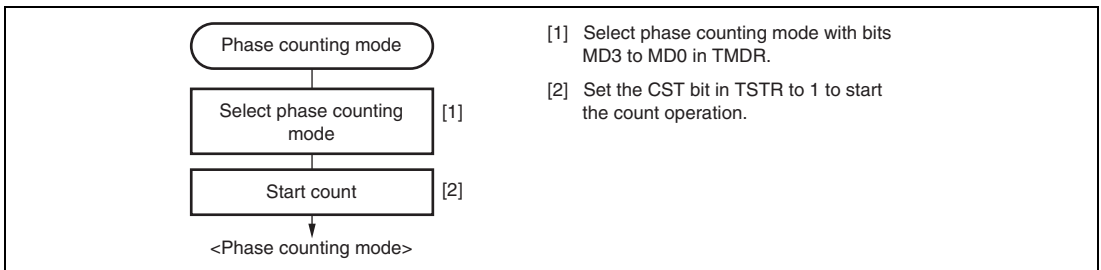 Phase counting mode
Select phase counting
mode
[1]
Start count
[2]
<Phase counting mode>
[1] Select phase counting mode with bits
MD3 to MD0 in TMDR.
[2] Set the CST bit in TSTR to 1 to start
the count operation.